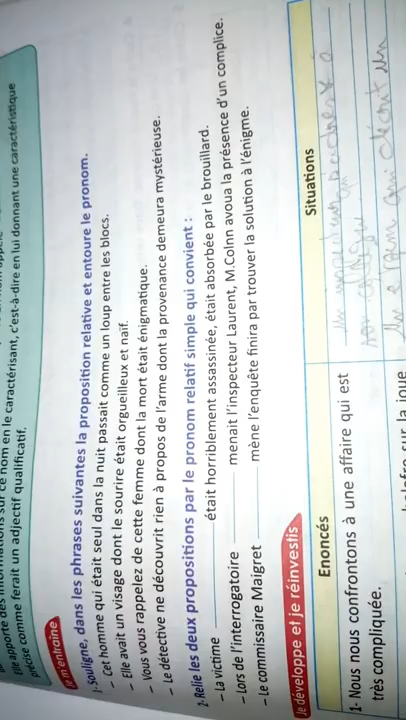 Elle apporte des informations sur ce nom en le caractérisant, c'est-à-dire en lui donnant une caractéristique
précise comme ferait un adjectif qualificatif.
Je m'entraine
1- Souligne, dans les phrases suivantes la proposition relative et entoure le pronom.
– Cet homme qui était seul dans la nuit passait comme un loup entre les blocs.
– Elle avait un visage dont le sourire était orgueilleux et naïf.
– Vous vous rappelez de cette femme dont la mort était énigmatique.
– Le détective ne découvrit rien à propos de l'arme dont la provenance demeura mystérieuse.
2- Relie les deux propositions par le pronom relatif simple qui convient :
– La victime était horriblement assassinée, était absorbée par le brouillard.
– Lors de l'interrogatoire menait l'inspecteur Laurent, M.Colnn avoua la présence d'un complice.
– Le commissaire Maigret mène l'enquête finira par trouver la solution à l'énigme.
Je développe et je réinvestis
Enoncés
Situations
1- Nous nous confrontons à une affaire qui est
très compliquée.
sur la joue